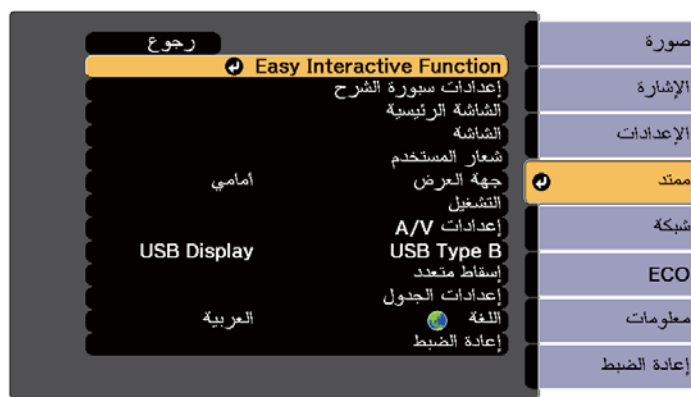 صورة
الإشارة
الإعدادات
ممتد
شبكة
ECO
معلومات
إعادة الضبط
رجوع
Easy Interactive Function
إعدادات سبورة الشرح
الشاشة الرئيسية
الشاشة
شعار المستخدم
جهة العرض أمامي
التشغيل
إعدادات A/V
USB Type B USB Display
إسقاط متعدد
إعدادات الجدول
اللغة العربية
إعادة الضبط